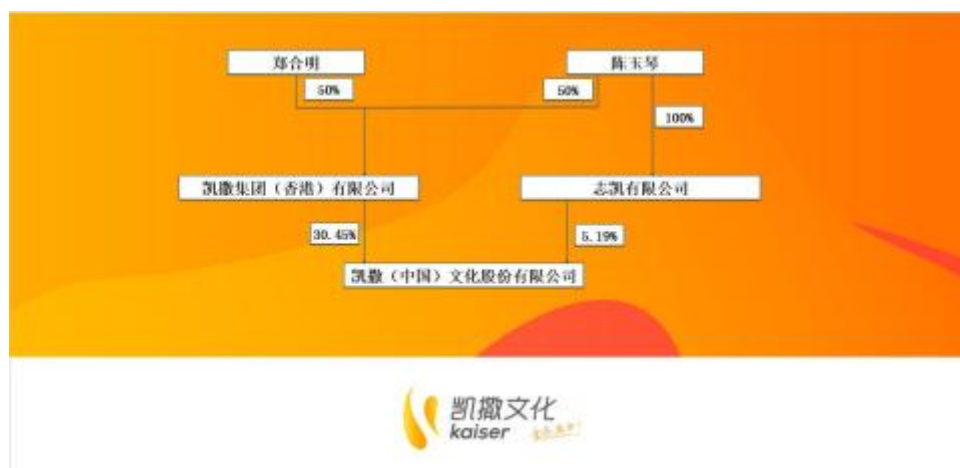 郑合明
陈玉琴
50%
50%
100%
凯撒集团（香港）有限公司
志凯有限公司
30.45%
5.19%
凯撒（中国）文化股份有限公司
凯撒文化
kaiser